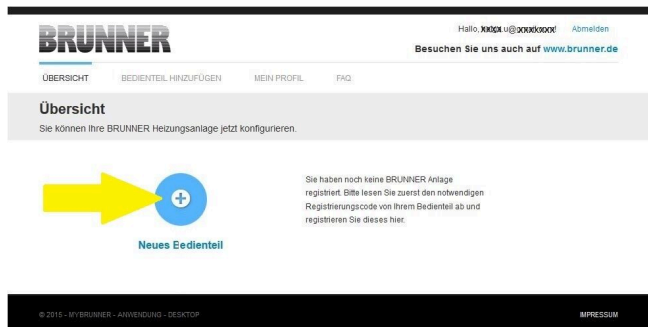 BRUNNER
Hallo, Abmelden
Besuchen Sie uns auch auf www.brunner.de
ÜBERSICHT BEDIENTEIL HINZUFÜGEN MEIN PROFIL FAQ
Übersicht
Sie können Ihre BRUNNER Heizungsanlage jetzt konfigurieren.
Sie haben noch keine BRUNNER Anlage
registriert. Bitte lesen Sie zuerst den notwendigen
Registrierungscode von Ihrem Bedienteil ab und
registrieren Sie dieses hier.
Neues Bedienteil
© 2015 - MYBRUNNER - ANWENDUNG - DESKTOP
IMPRESSUM